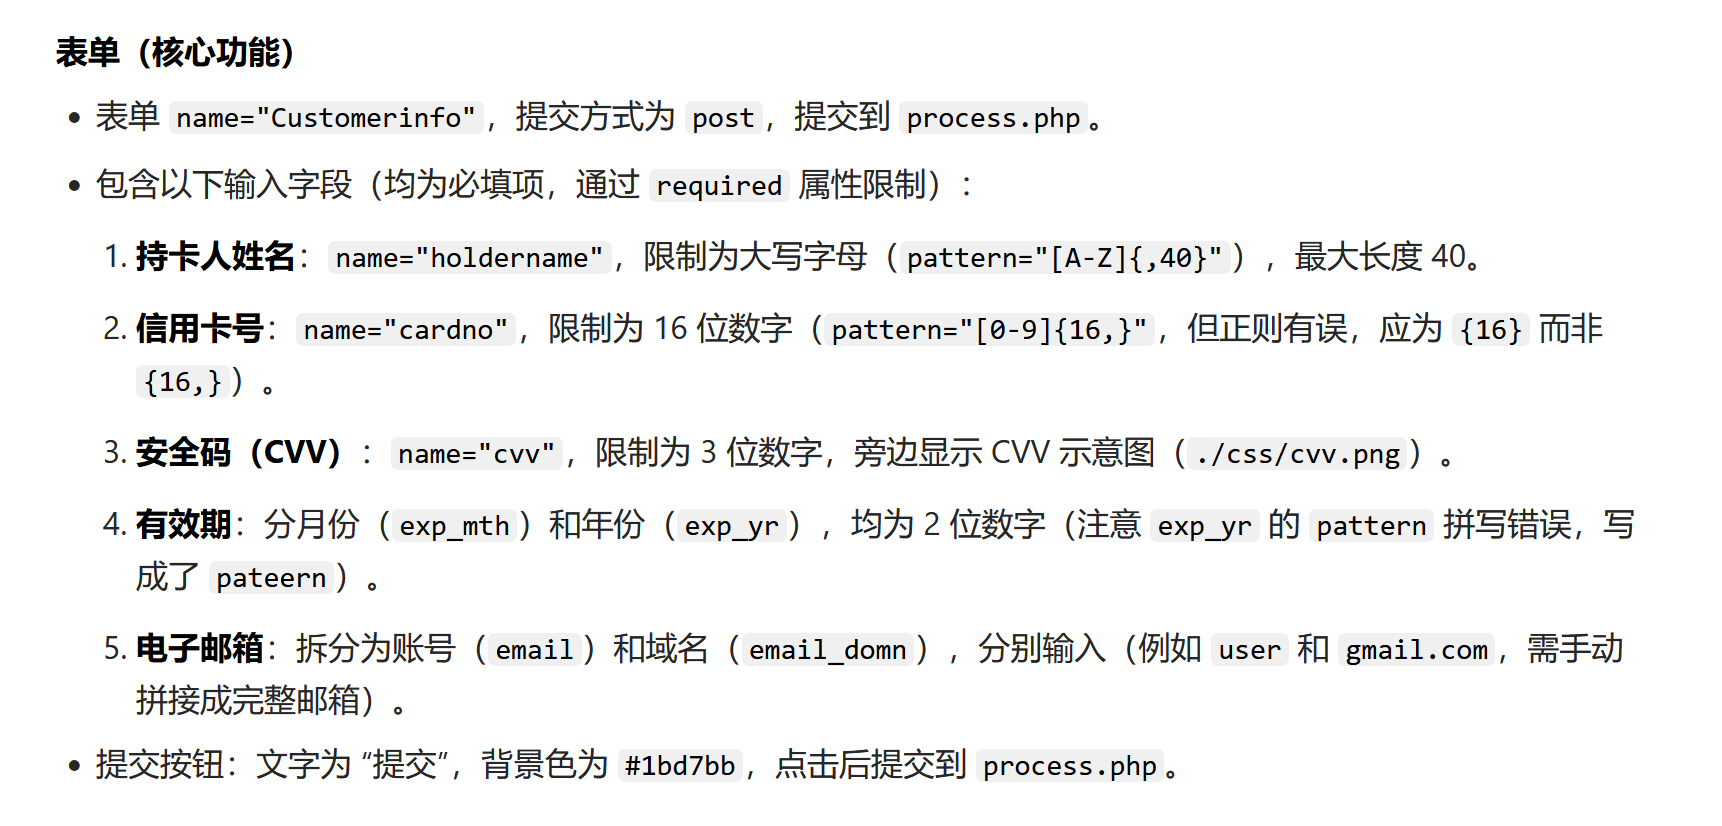 表单（核心功能）
表单 name="Customerinfo"，提交方式为 post，提交到 process.php。
包含以下输入字段（均为必填项，通过 required 属性限制）：
1. 持卡人姓名：name="holdername"，限制为大写字母（pattern="[A-Z]{,40}"），最大长度 40。
2. 信用卡号：name="cardno"，限制为 16 位数字（pattern="[0-9]{16,}"，但正则有误，应为 {16} 而非
{16,}）。
3. 安全码（CVV）：name="cvv"，限制为 3 位数字，旁边显示 CVV 示意图（./css/cvv.png）。
4. 有效期：分月份（exp_mth）和年份（exp_yr），均为 2 位数字（注意 exp_yr 的 pattern 拼写错误，写
成了 pateern）。
5. 电子邮箱：拆分为账号（email）和域名（email_domn），分别输入（例如 user 和 gmail.com，需手动
拼接成完整邮箱）。
提交按钮：文字为 “提交”，背景色为 #1bd7bb，点击后提交到 process.php。